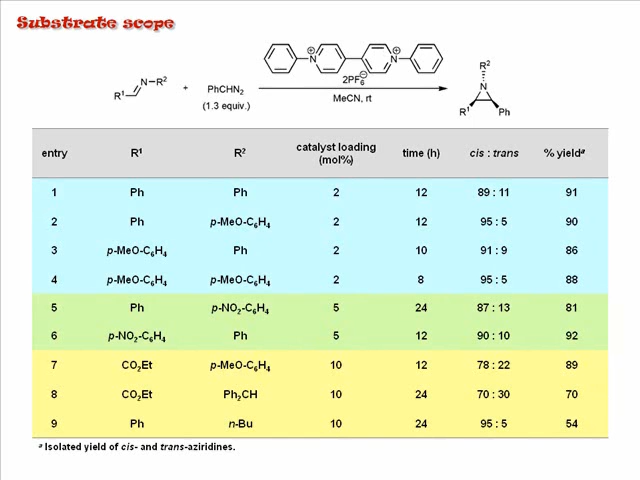 Substrate scope
R¹ N R² + PhCHN₂ (1.3 equiv.) N⊕ ⊕N 2PF₆⊖ MeCN, rt R² N R¹ Ph
entry R¹ R² catalyst loading (mol%) time (h) cis : trans % yieldᵃ
1 Ph Ph 2 12 89 : 11 91
2 Ph p-MeO-C₆H₄ 2 12 95 : 5 90
3 p-MeO-C₆H₄ Ph 2 10 91 : 9 86
4 p-MeO-C₆H₄ p-MeO-C₆H₄ 2 8 95 : 5 88
5 Ph p-NO₂-C₆H₄ 5 24 87 : 13 81
6 p-NO₂-C₆H₄ Ph 5 12 90 : 10 92
7 CO₂Et p-MeO-C₆H₄ 10 12 78 : 22 89
8 CO₂Et Ph₂CH 10 24 70 : 30 70
9 Ph n-Bu 10 24 95 : 5 54
ᵃ Isolated yield of cis- and trans-aziridines.